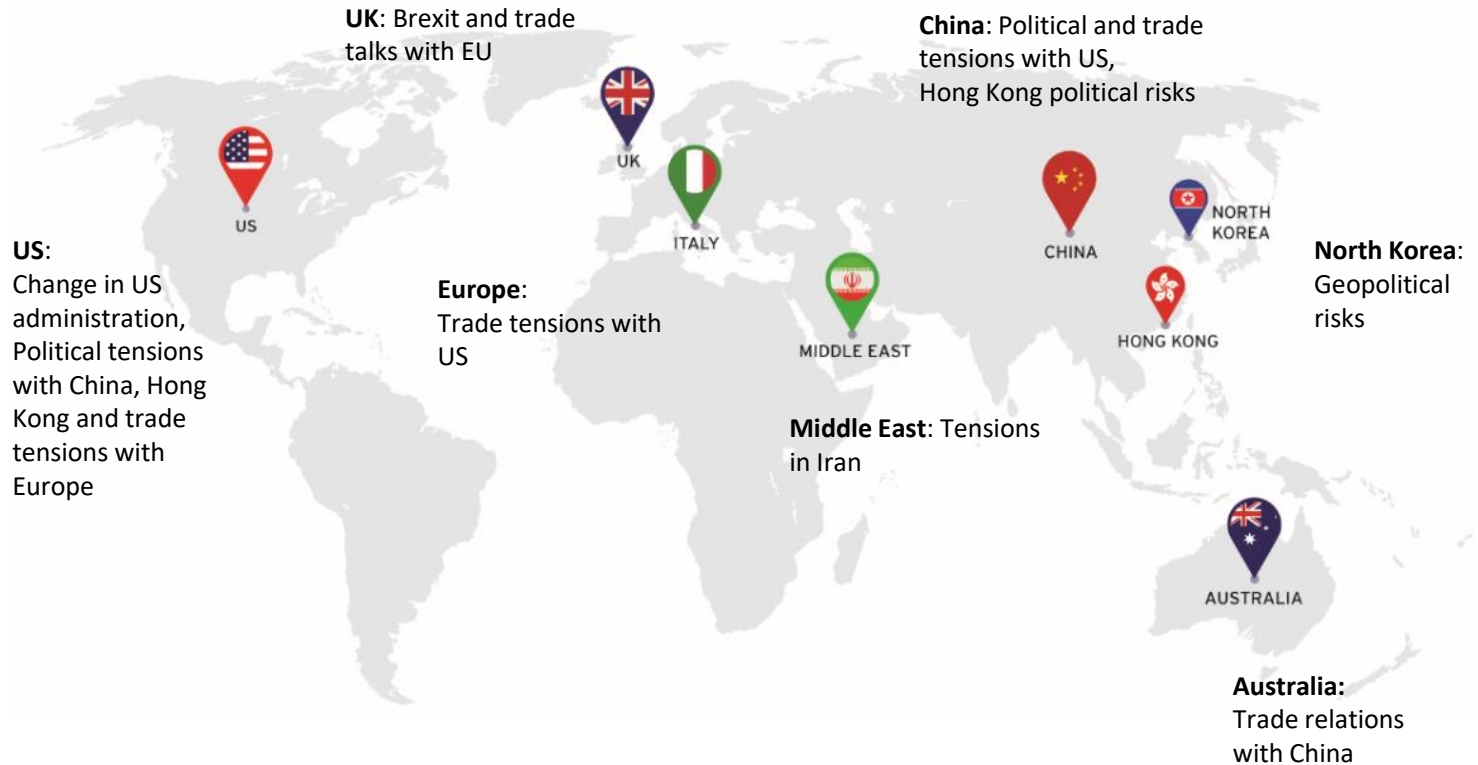 UK: Brexit and trade
talks with EU
China: Political and trade
tensions with US,
Hong Kong political risks
UK
US
ITALY
CHINA
NORTH
KOREA
US:
Change in US
administration,
Political tensions
with China, Hong
Kong and trade
tensions with
Europe
Europe:
Trade tensions with
US
MIDDLE EAST
HONG KONG
North Korea:
Geopolitical
risks
Middle East: Tensions
in Iran
AUSTRALIA
Australia:
Trade relations
with China